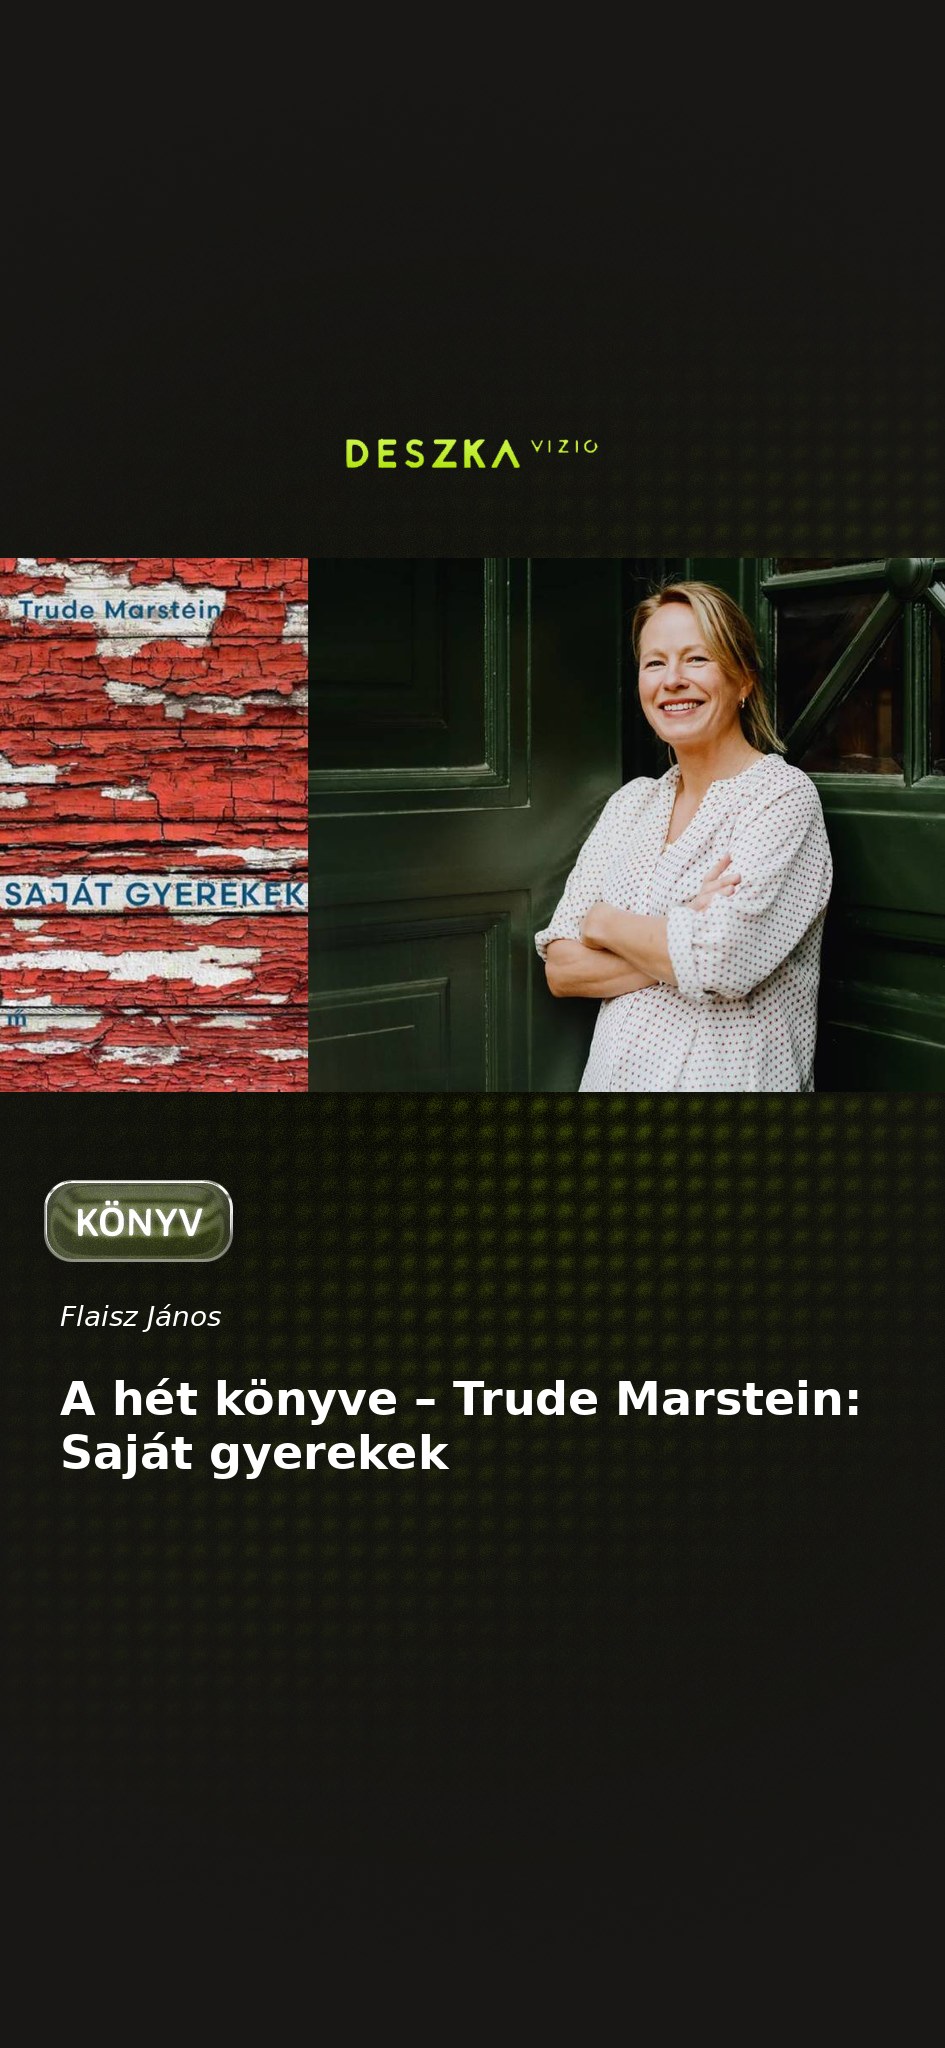 DESZKA VIZIO
Trude Marstein
SAJÁT GYEREKEK
m
KÖNYV
Flaisz János
A hét könyve – Trude Marstein:
Saját gyerekek